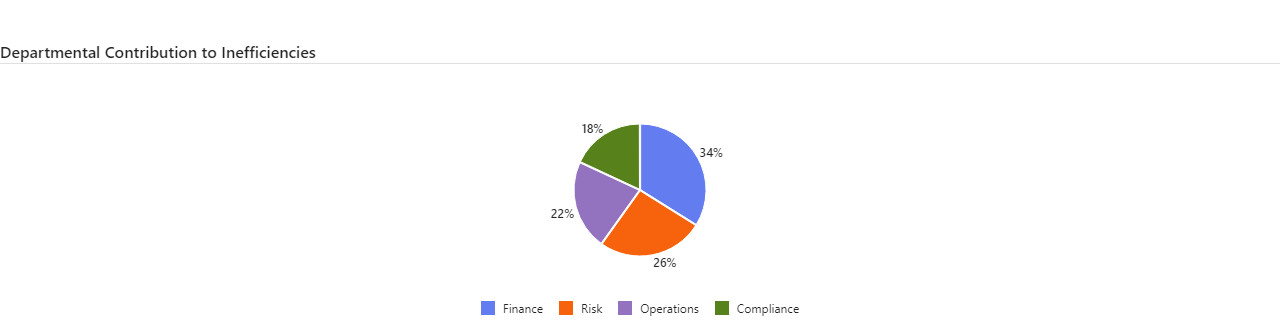 Departmental Contribution to Inefficiencies
18%
34%
22%
26%
Finance Risk Operations Compliance